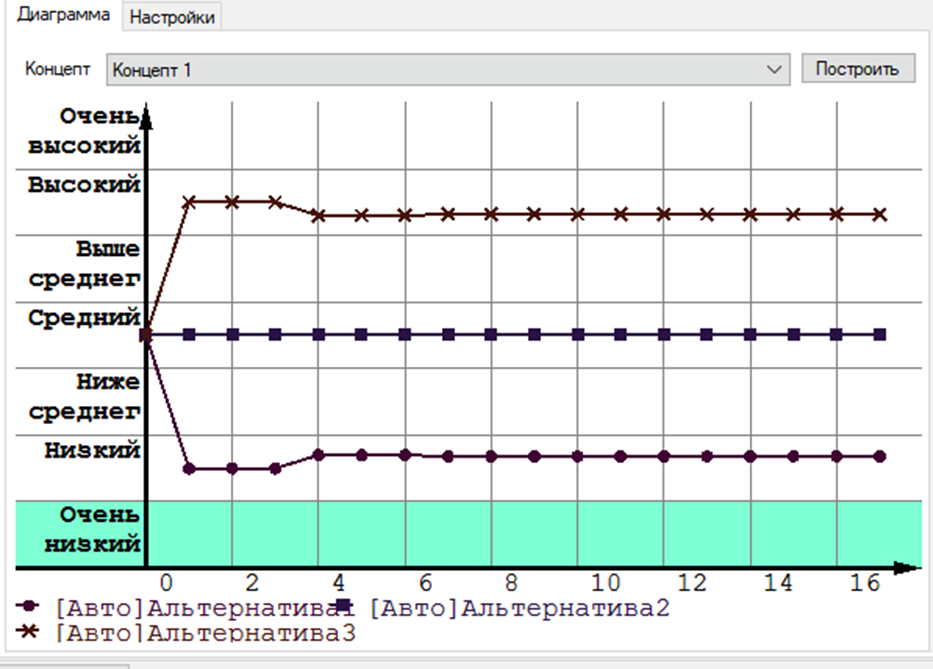 Диаграмма Настройки
Концепт Концепт 1 Построить
Очень
высокий
Высокий
Выше
среднег
Средний
Ниже
среднег
Низкий
Очень
низкий
0 2 4 6 8 10 12 14 16
[Авто]Альтернатива1 [Авто]Альтернатива2
[Авто]Альтернатива3